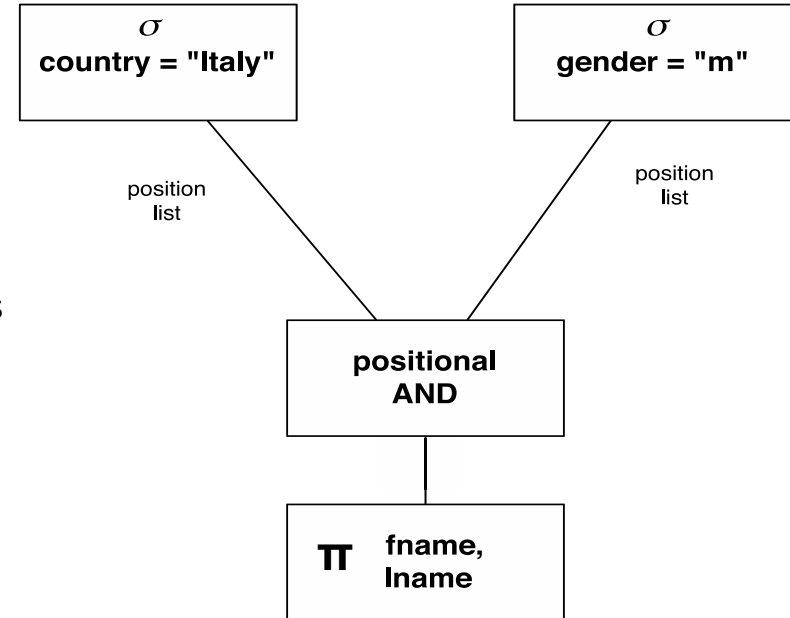 σ
country = "Italy"
σ
gender = "m"
position
list
position
list
s
positional
AND
π fname,
lname